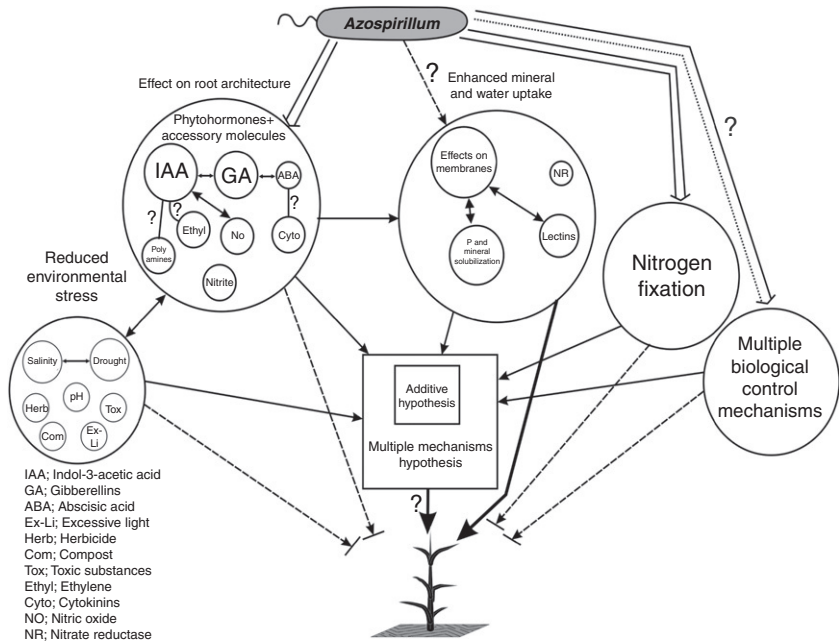 Azospirillum
?
?
Effect on root architecture
Enhanced mineral
and water uptake
Phytohormones+
accessory molecules
IAA
GA
ABA
?
?
?
Ethyl
No
Cyto
Poly
amines
Nitrite
Effects on
membranes
NR
Lectins
P and
mineral
solubilization
Nitrogen
fixation
Multiple
biological
control
mechanisms
Reduced
environmental
stress
Salinity
Drought
pH
Herb
Tox
Com
Ex-
Li
Additive
hypothesis
Multiple mechanisms
hypothesis
?
IAA; Indol-3-acetic acid
GA; Gibberellins
ABA; Abscisic acid
Ex-Li; Excessive light
Herb; Herbicide
Com; Compost
Tox; Toxic substances
Ethyl; Ethylene
Cyto; Cytokinins
NO; Nitric oxide
NR; Nitrate reductase